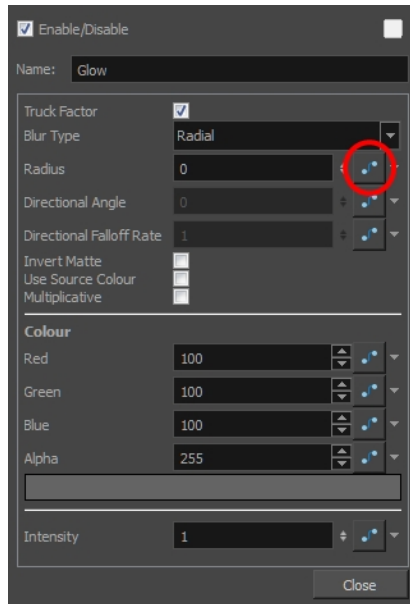 Enable/Disable
Name: Glow
Truck Factor
Blur Type Radial
Radius 0
Directional Angle 0
Directional Falloff Rate 1
Invert Matte
Use Source Colour
Multiplicative
Colour
Red 100
Green 100
Blue 100
Alpha 255
Intensity 1
Close